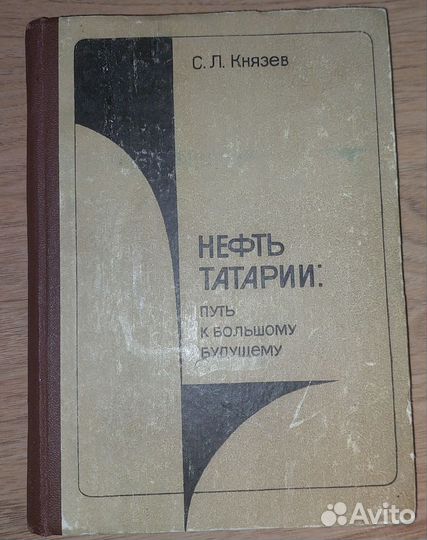 С. Л. Князев
НЕФТЬ
ТАТАРИИ:
ПУТЬ
К БОЛЬШОМУ
БУДУЩЕМУ
Avito